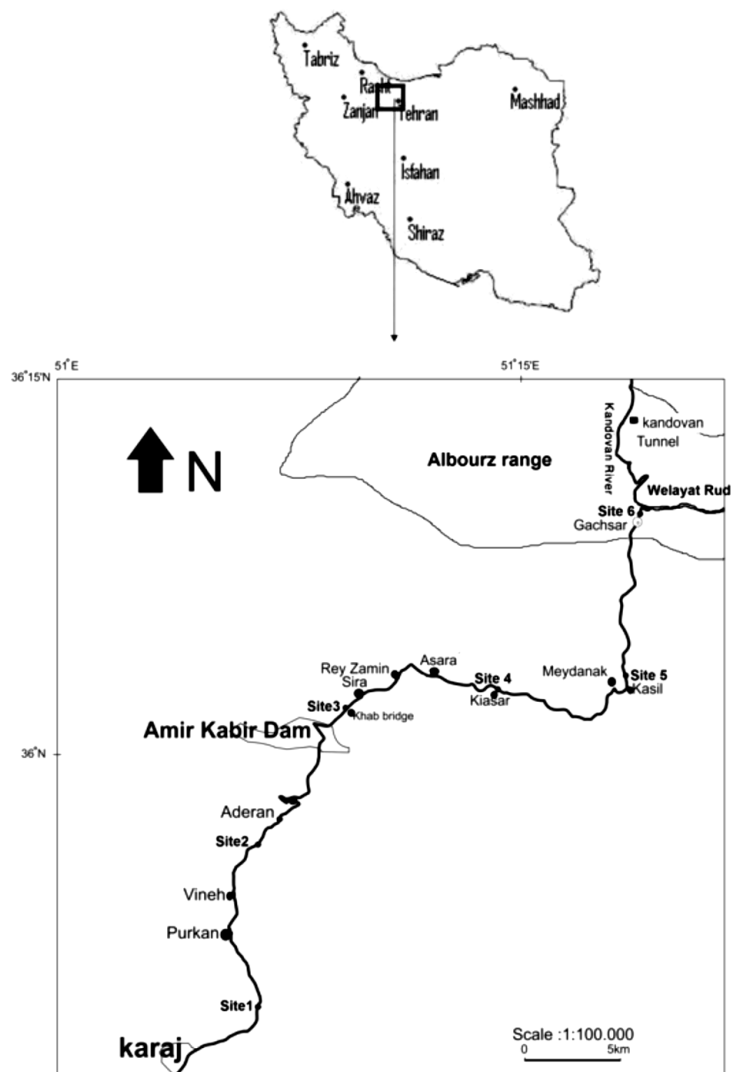 Tabriz
Rasht
Mashhad
Zanjan
Tehran
Isfahan
Ahvaz
Shiraz
51°E
51°15'E
36°15'N
N
Albourz range
Kandovan River
kandovan
Tunnel
Welayat Rud
Site 6
Gachsar
Rey Zamin
Asara
Sira
Site 4
Kiasar
Meydanak
Site 5
Kasil
Site3
Khab bridge
Amir Kabir Dam
36°N
Aderan
Site2
Vineh
Purkan
Site1
karaj
Scale :1:100.000
0 5km